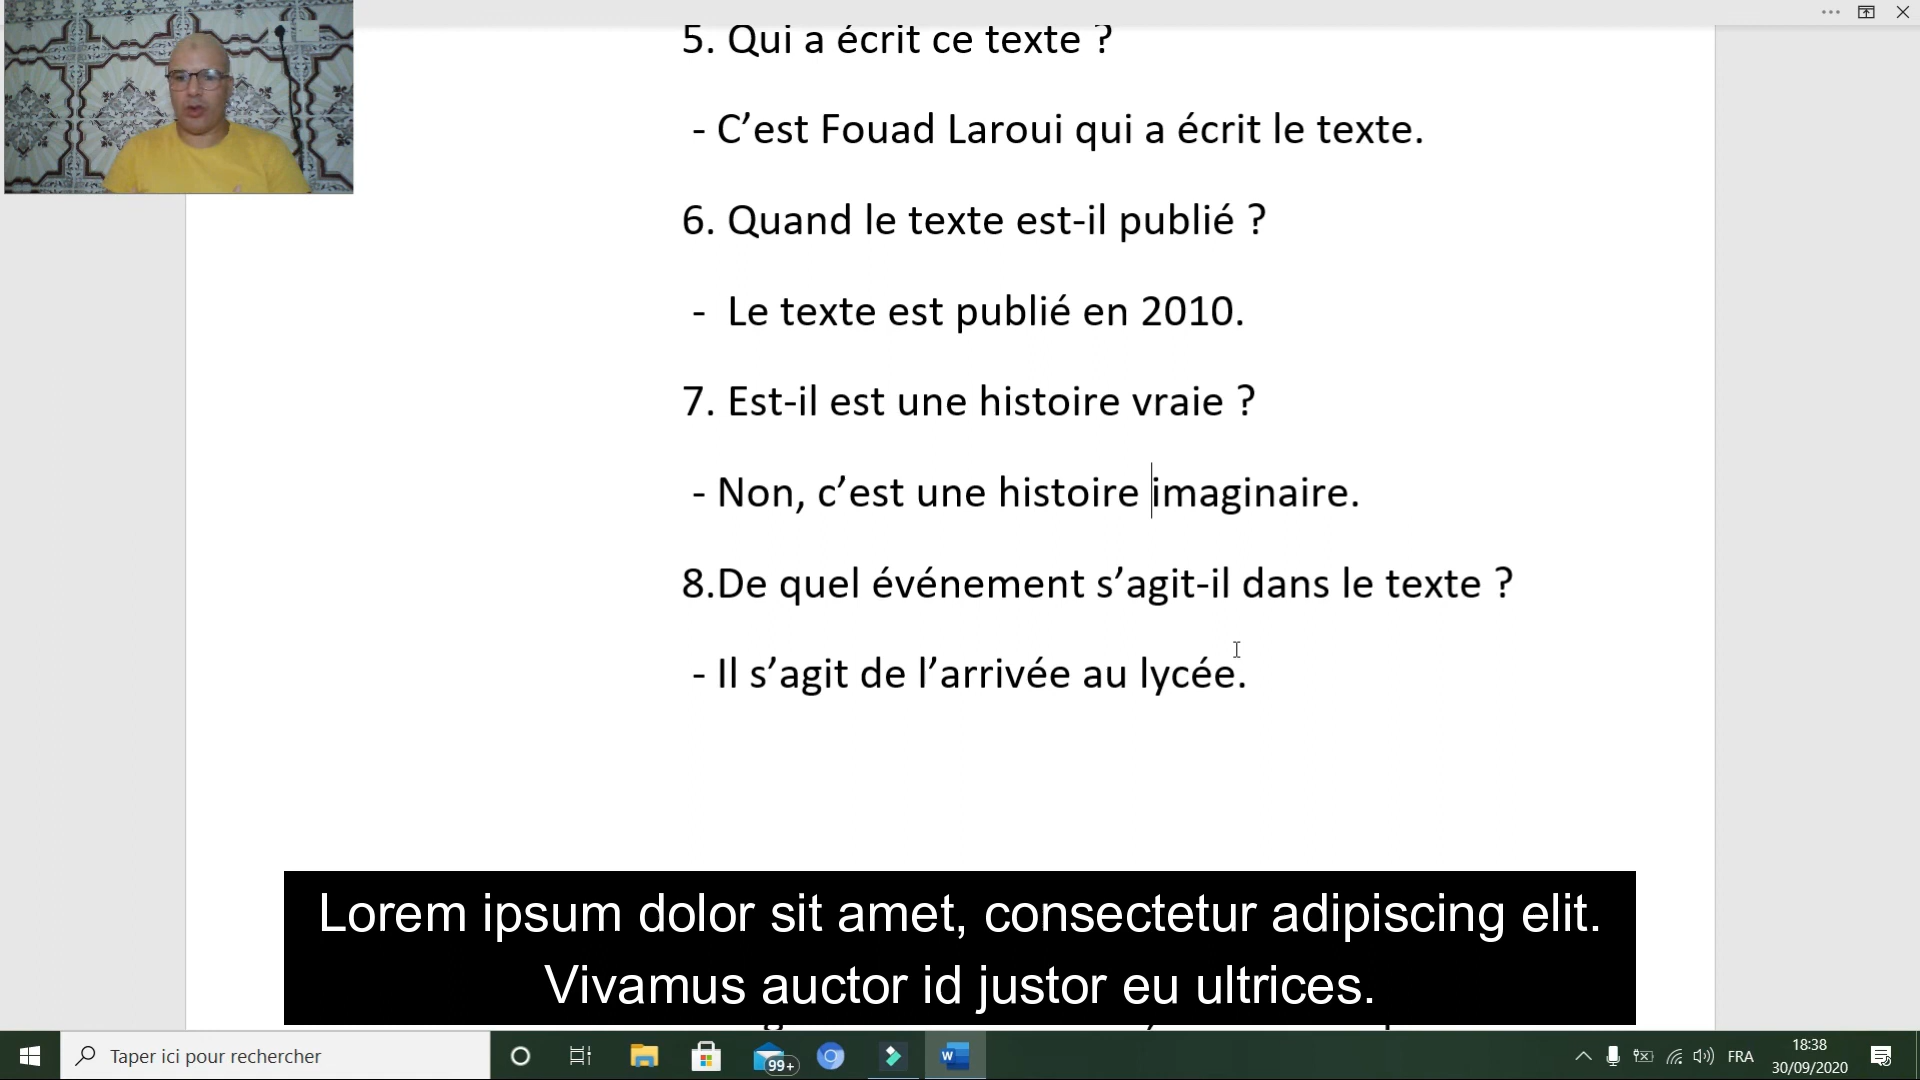 5. Qui a écrit ce texte ?
- C’est Fouad Laroui qui a écrit le texte.
6. Quand le texte est-il publié ?
- Le texte est publié en 2010.
7. Est-il est une histoire vraie ?
- Non, c’est une histoire imaginaire.
8.De quel événement s’agit-il dans le texte ?
- Il s’agit de l’arrivée au lycée.
Lorem ipsum dolor sit amet, consectetur adipiscing elit.
Vivamus auctor id justor eu ultrices.
Taper ici pour rechercher
99+
FRA
18:38
30/09/2020